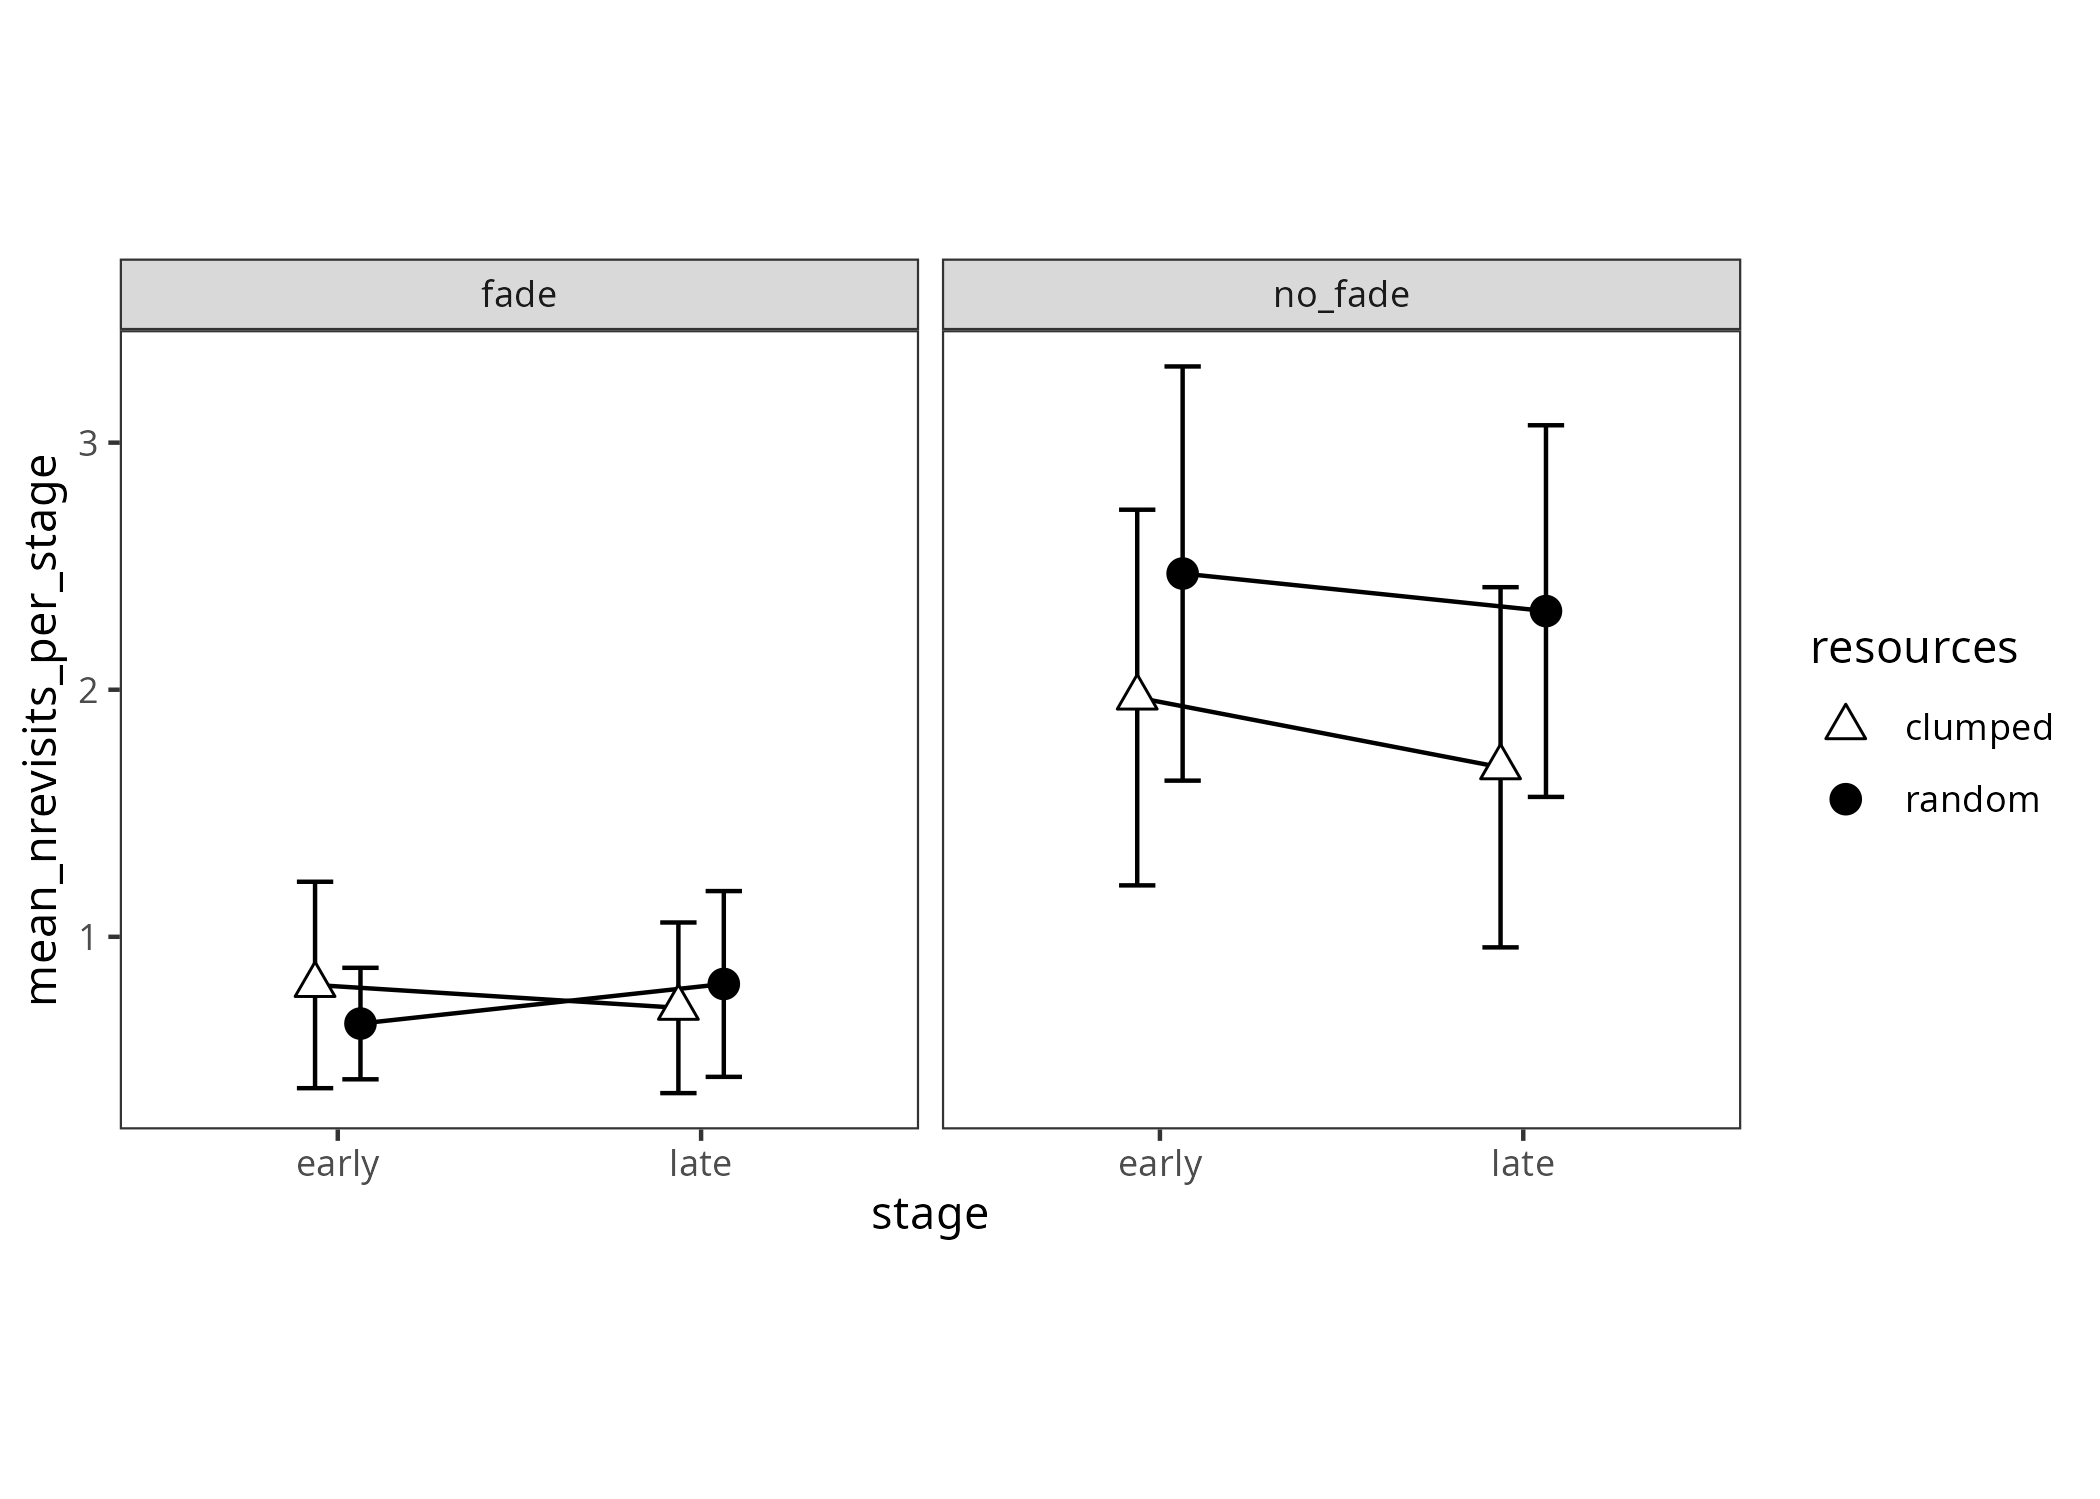 fade
no_fade
mean_nrevisits_per_stage
3
2
1
early
late
early
late
stage
resources
clumped
random